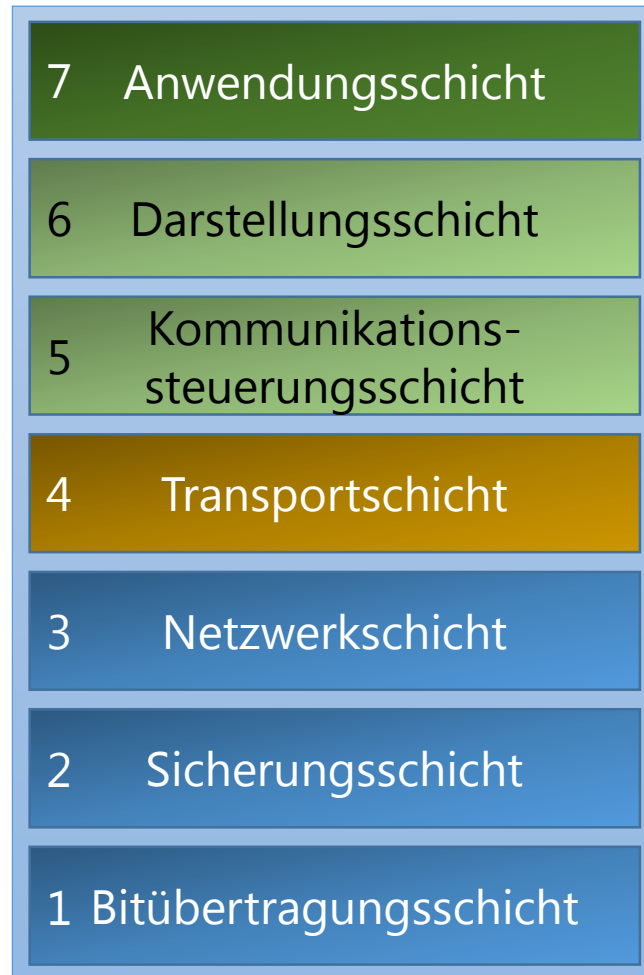 7 Anwendungsschicht
6 Darstellungsschicht
5 Kommunikations-
steuerungsschicht
4 Transportschicht
3 Netzwerkschicht
2 Sicherungsschicht
1 Bitübertragungsschicht